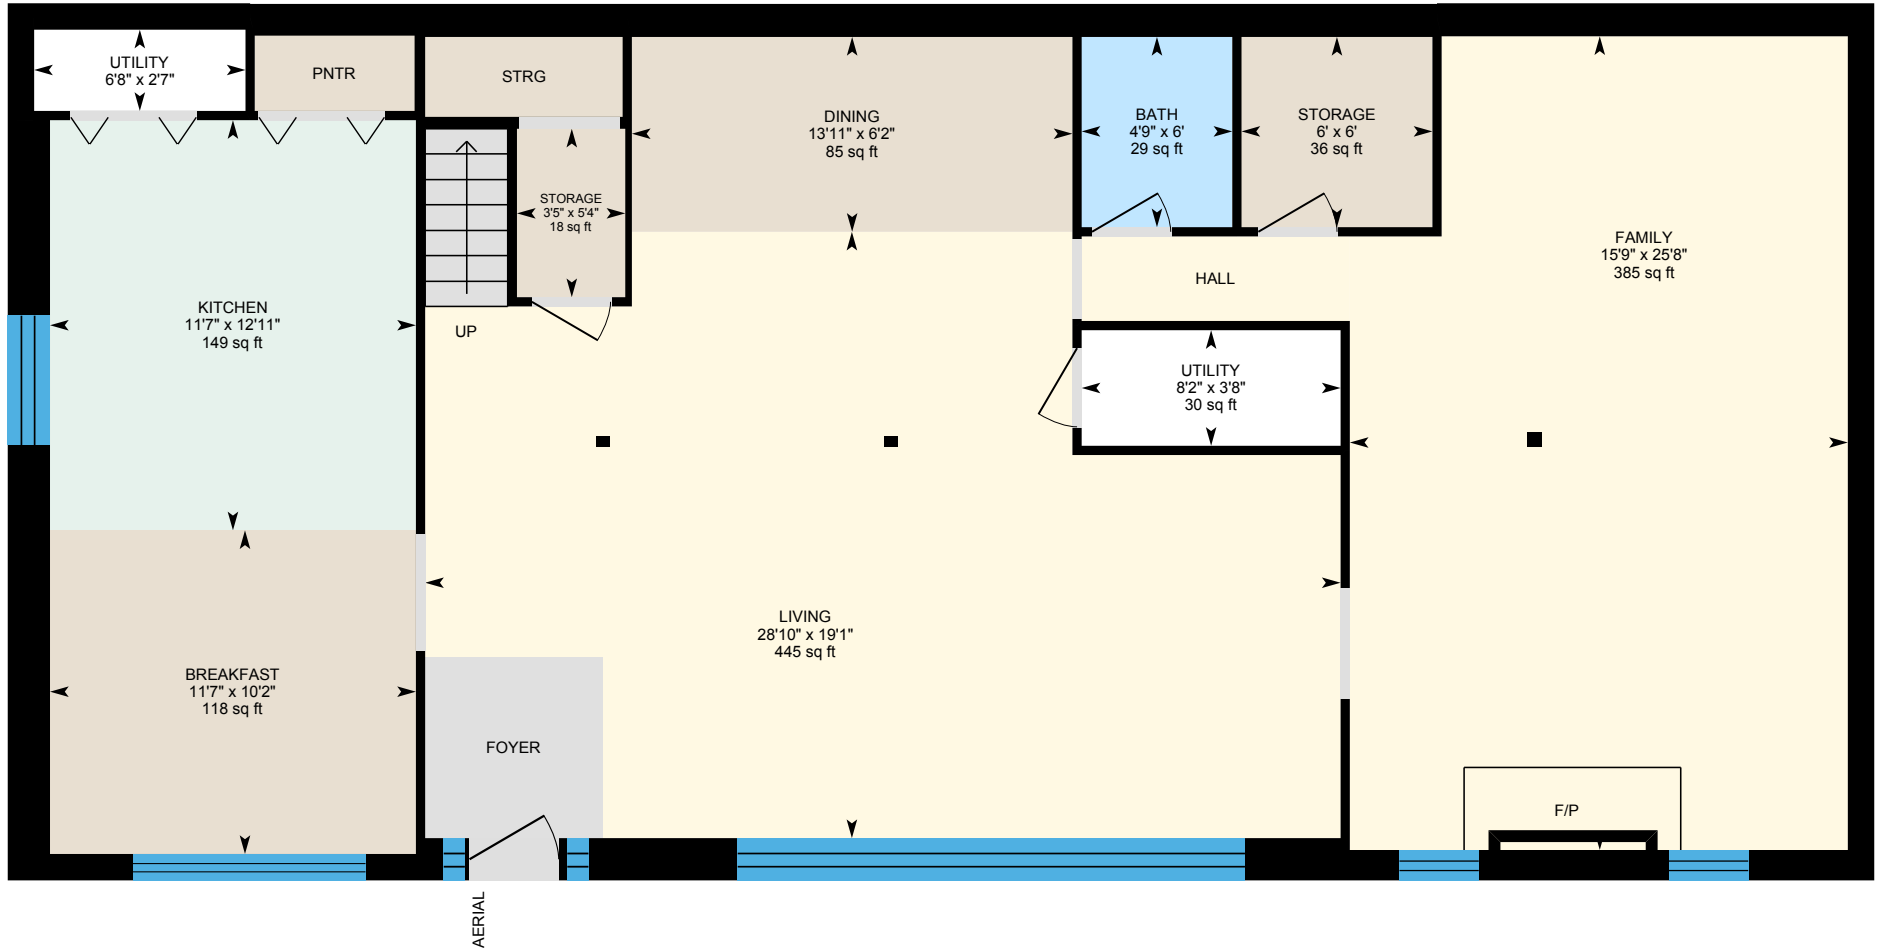 UTILITY
6'8" x 2'7"
PNTR
STRG
DINING
13'11" x 6'2"
85 sq ft
BATH
4'9" x 6'
29 sq ft
STORAGE
6' x 6'
36 sq ft
STORAGE
3'5" x 5'4"
18 sq ft
FAMILY
15'9" x 25'8"
385 sq ft
HALL
KITCHEN
11'7" x 12'11"
149 sq ft
UP
UTILITY
8'2" x 3'8"
30 sq ft
LIVING
28'10" x 19'1"
445 sq ft
BREAKFAST
11'7" x 10'2"
118 sq ft
FOYER
F/P
AERIAL